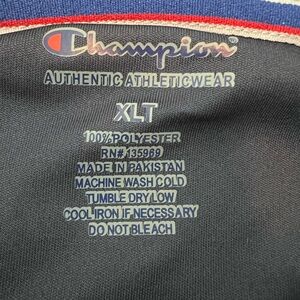 Champion
AUTHENTIC ATHLETICWEAR
XLT
100% POLYESTER
RN# 135969
MADE IN PAKISTAN
MACHINE WASH COLD
TUMBLE DRY LOW
COOL IRON IF NECESSARY
DO NOT BLEACH